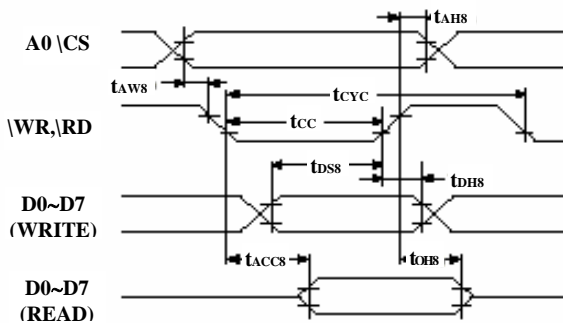 tAH8
A0 \CS
tAW8
tCYC
\WR,\RD
tCC
tDS8
tDH8
D0~D7
(WRITE)
tACC8
tOH8
D0~D7
(READ)